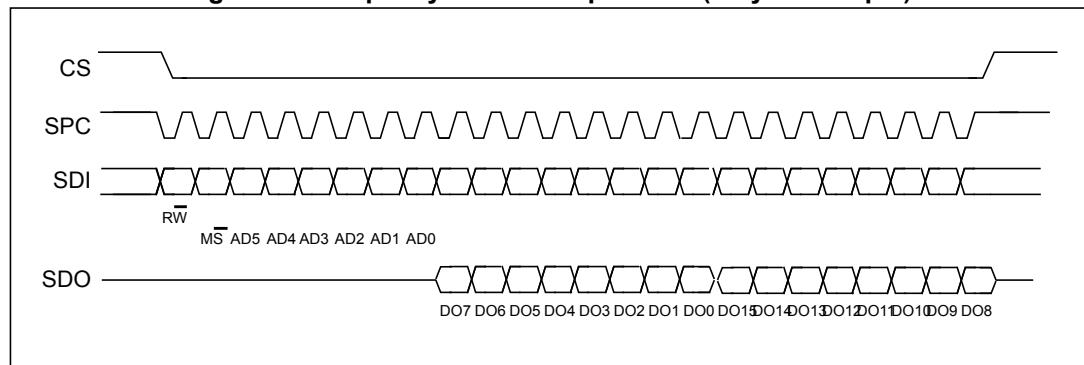 CS
SPC
SDI
RW
MS AD5 AD4 AD3 AD2 AD1 AD0
SDO
DO7 DO6 DO5 DO4 DO3 DO2 DO1 DO0 DO15 DO14 DO13 DO12 DO11 DO10 DO9 DO8